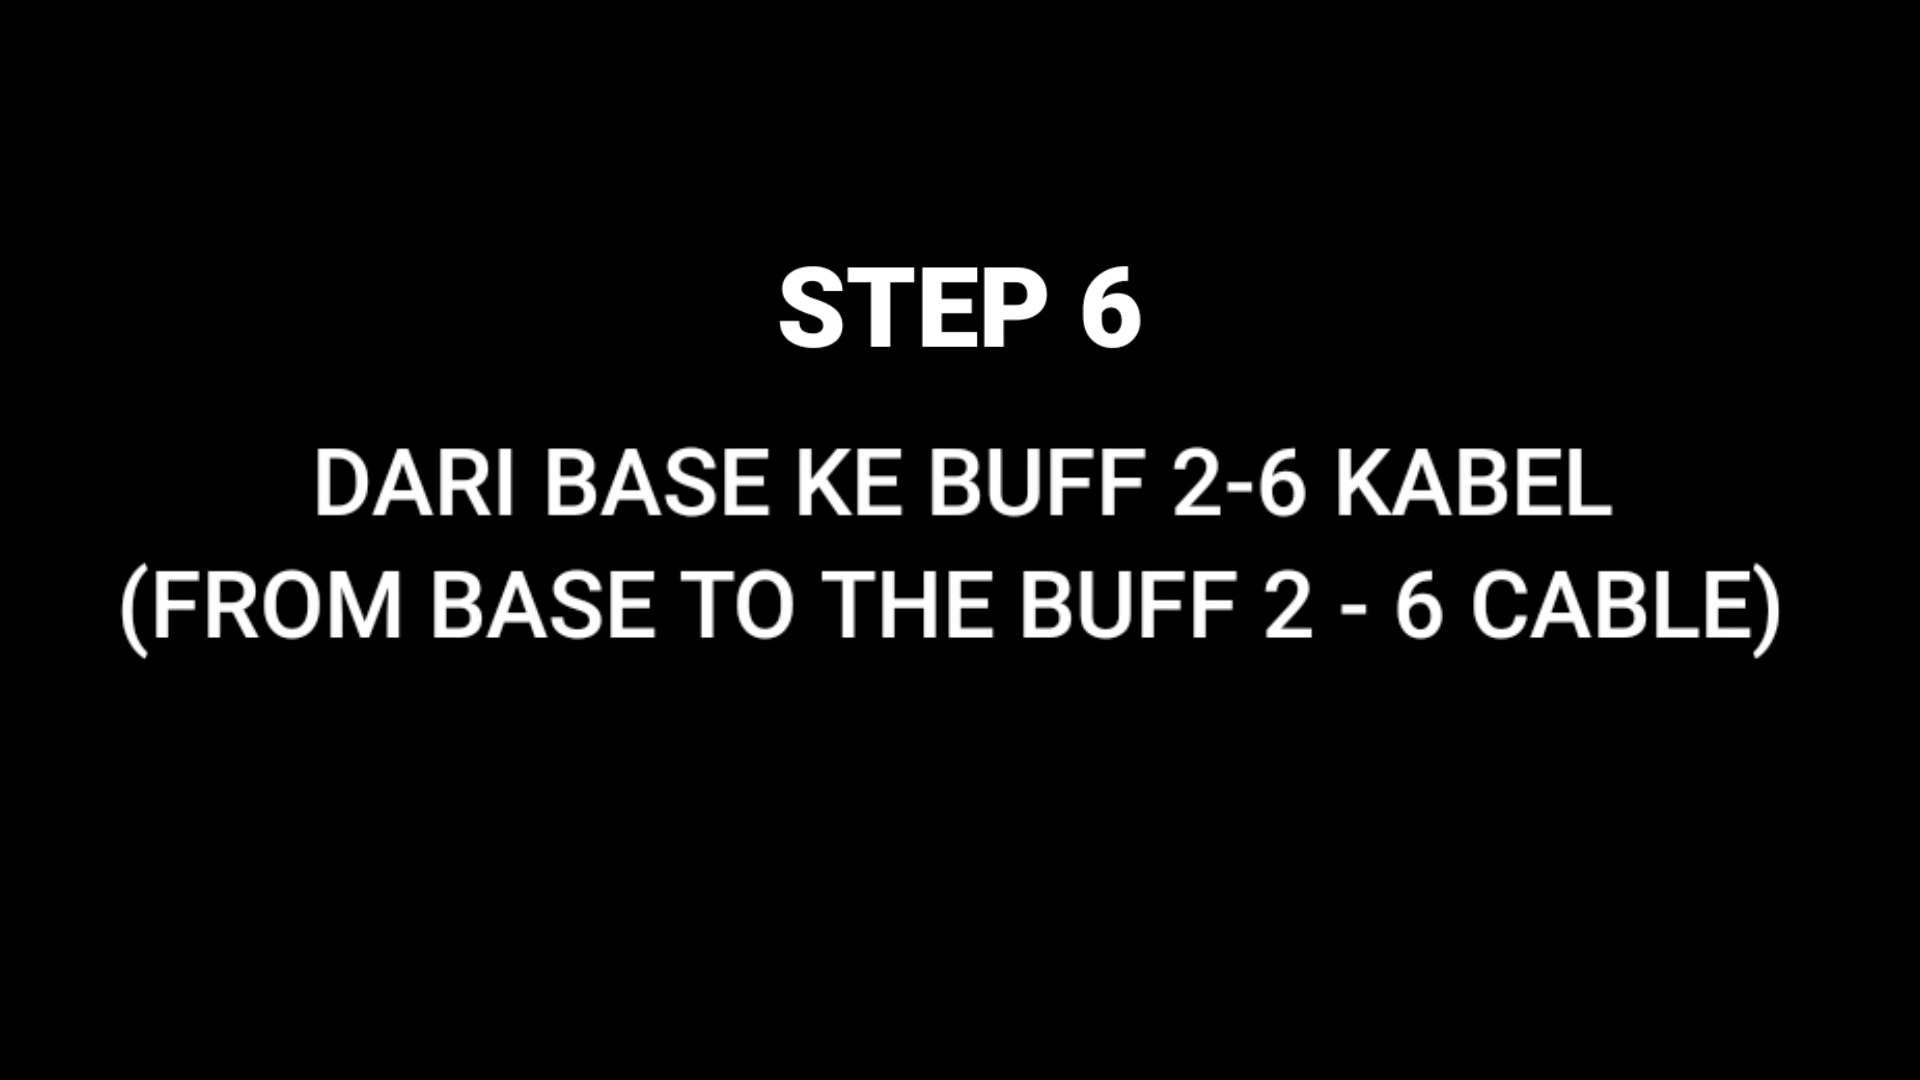 STEP 6
DARI BASE KE BUFF 2-6 KABEL
(FROM BASE TO THE BUFF 2 - 6 CABLE)